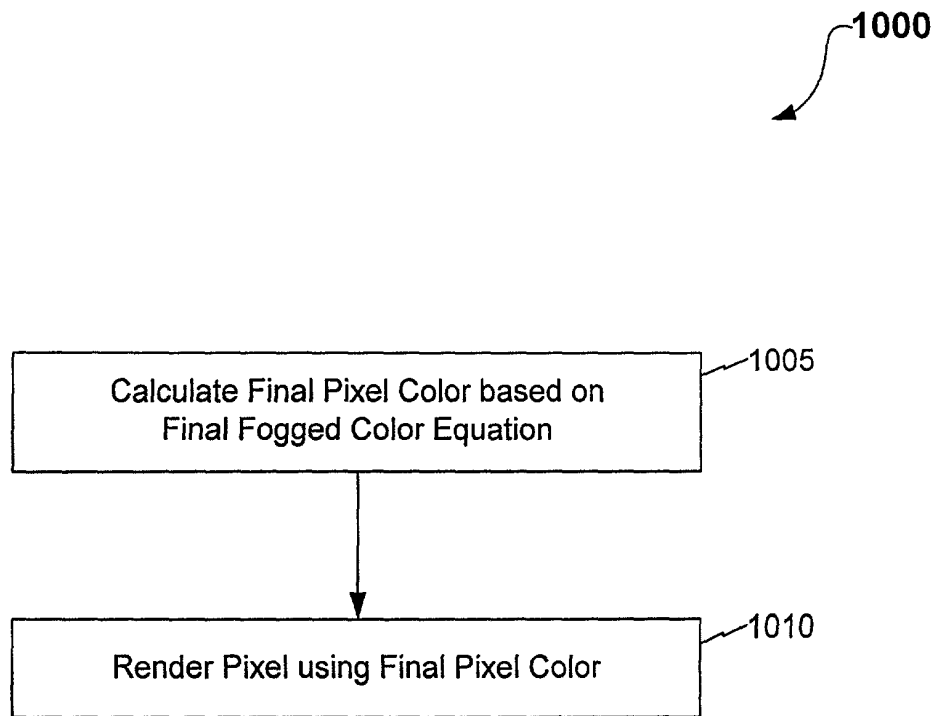 1000
1005
Calculate Final Pixel Color based on
Final Fogged Color Equation
1010
Render Pixel using Final Pixel Color